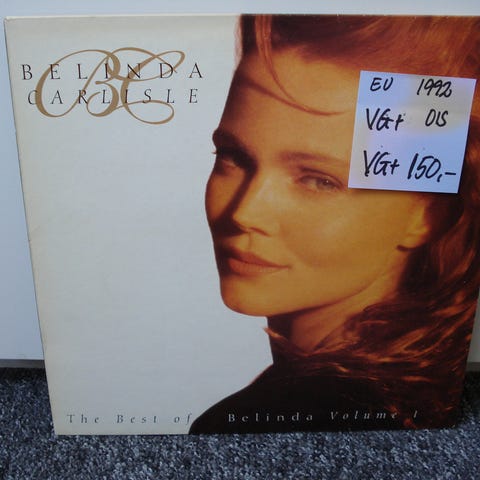 BELINDA
CARLISLE
BC
EU 1992
VG+ OIS
VG+ 150,-
The Best of Belinda Volume 1